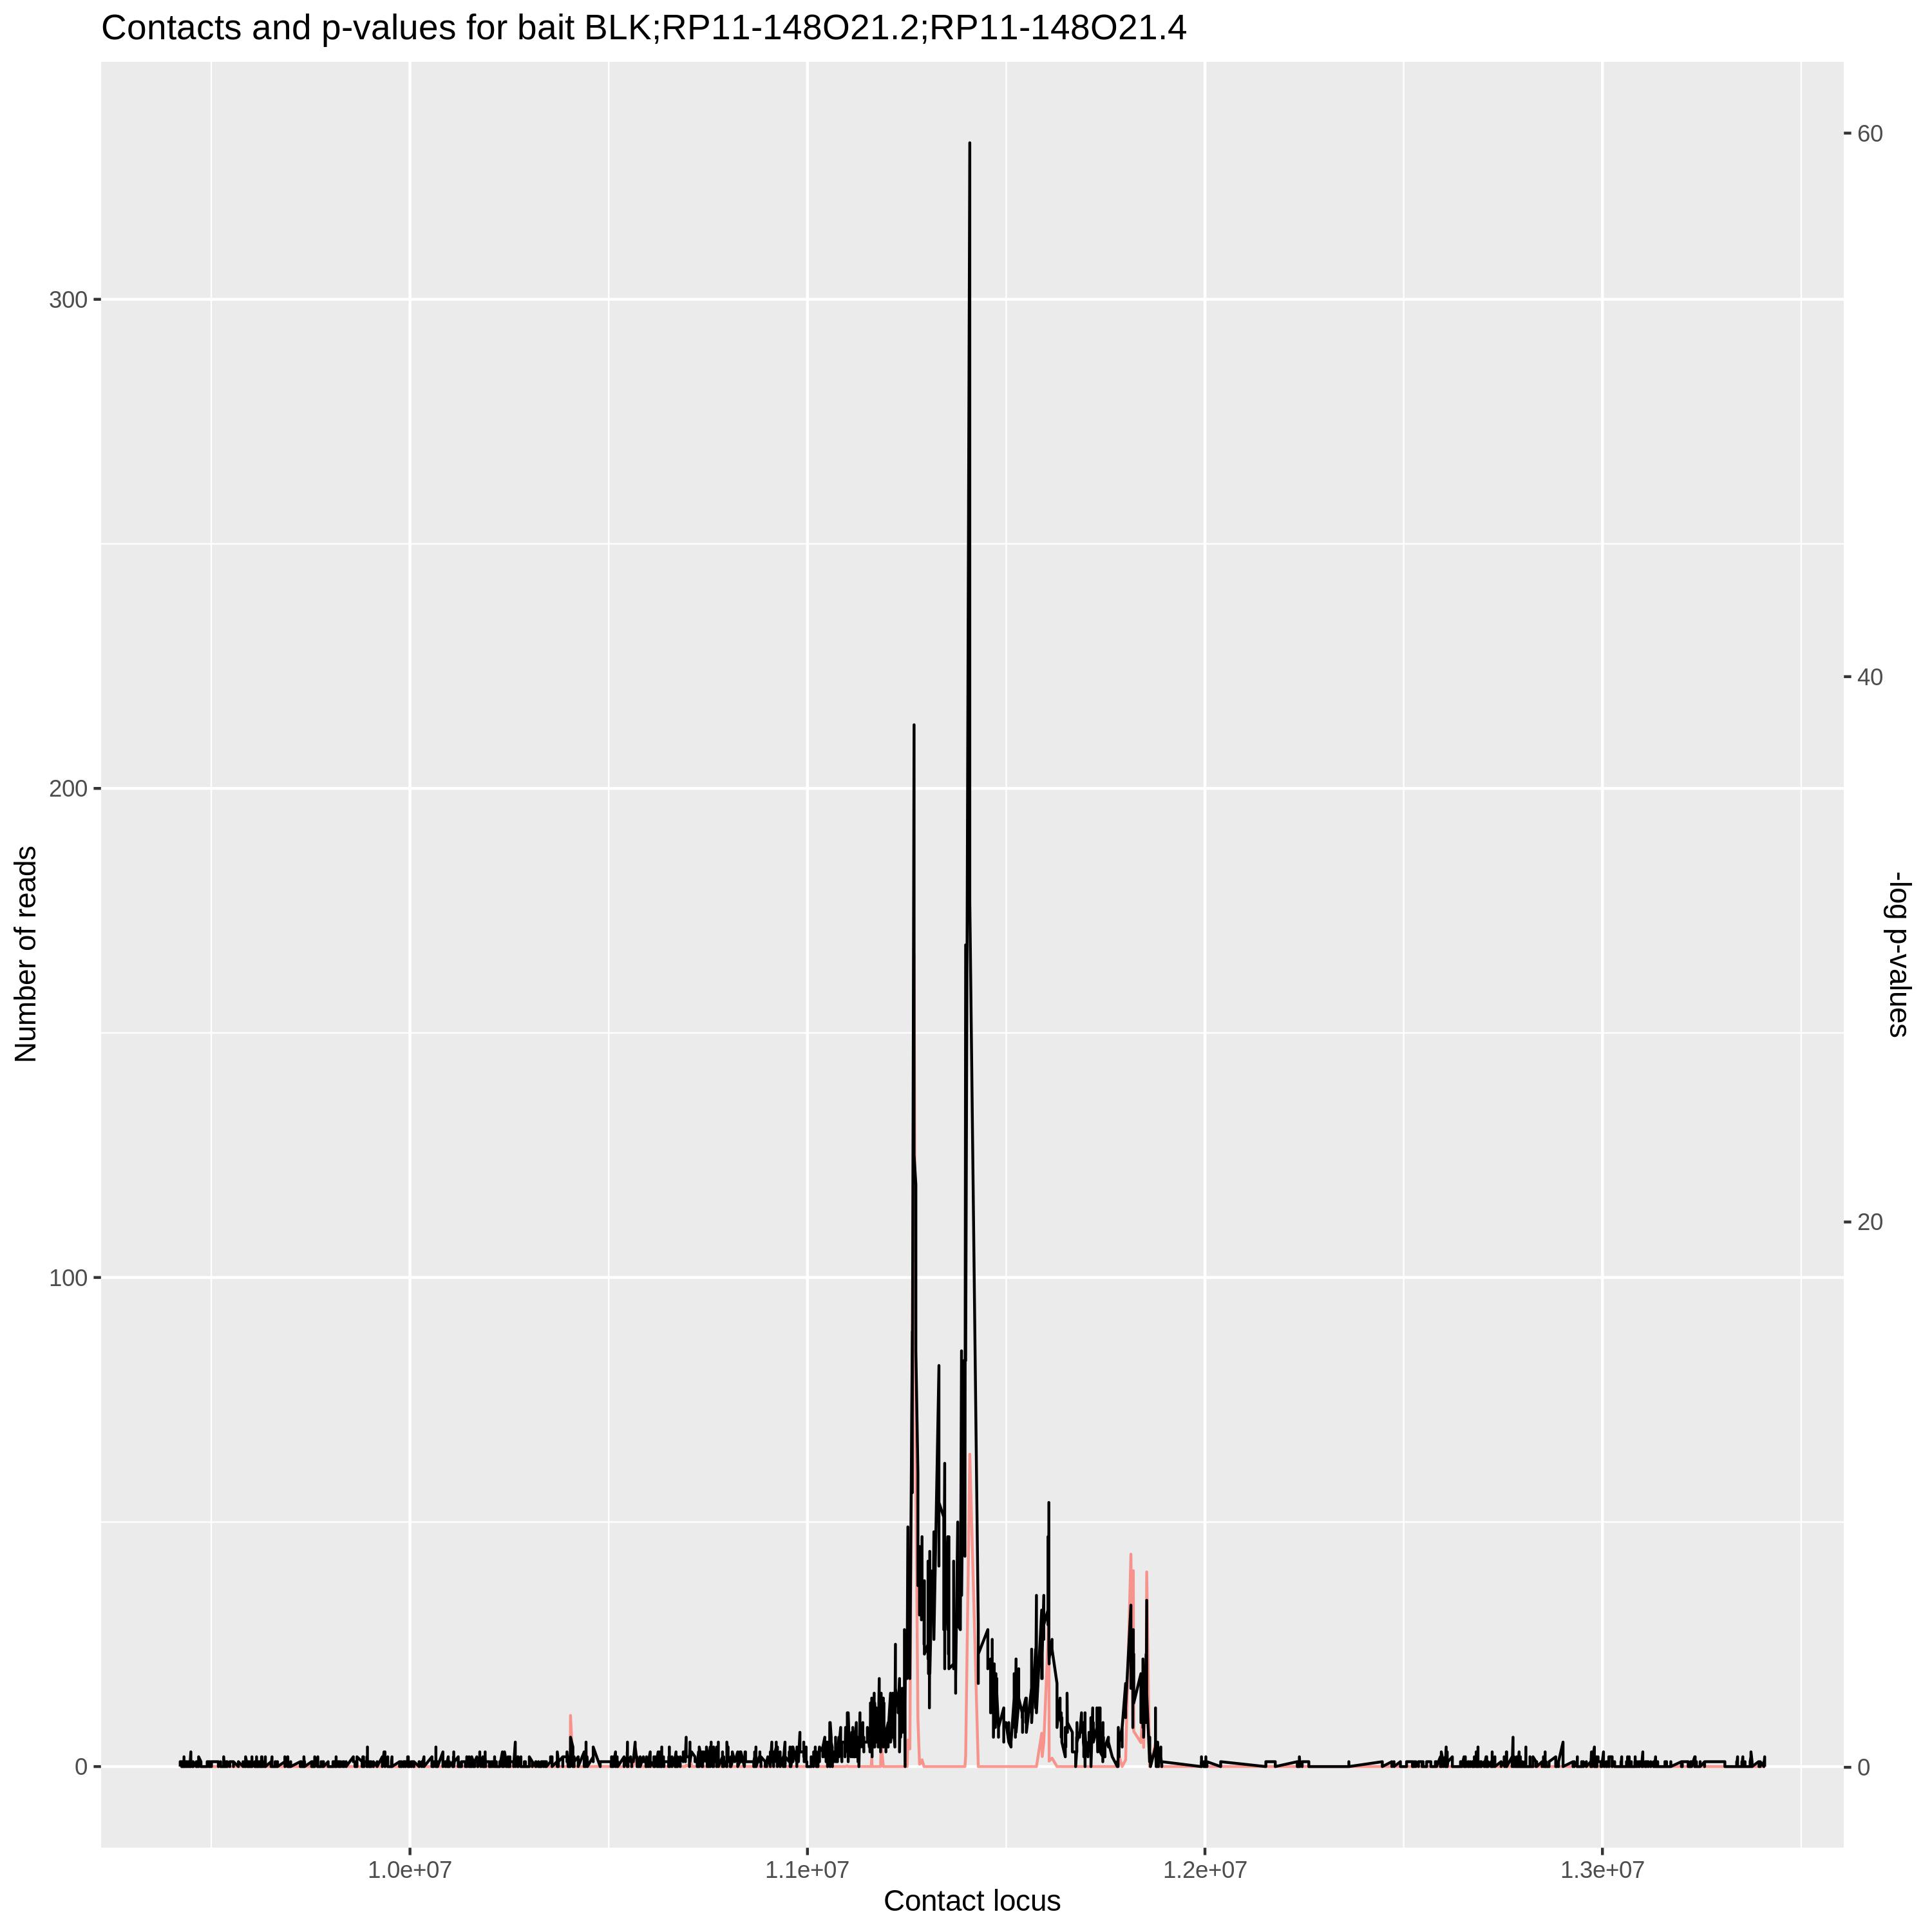 Contacts and p-values for bait BLK;RP11-148O21.2;RP11-148O21.4
Number of reads
300
200
100
0
60
40
20
0
-log p-values
1.0e+07
1.1e+07
1.2e+07
1.3e+07
Contact locus